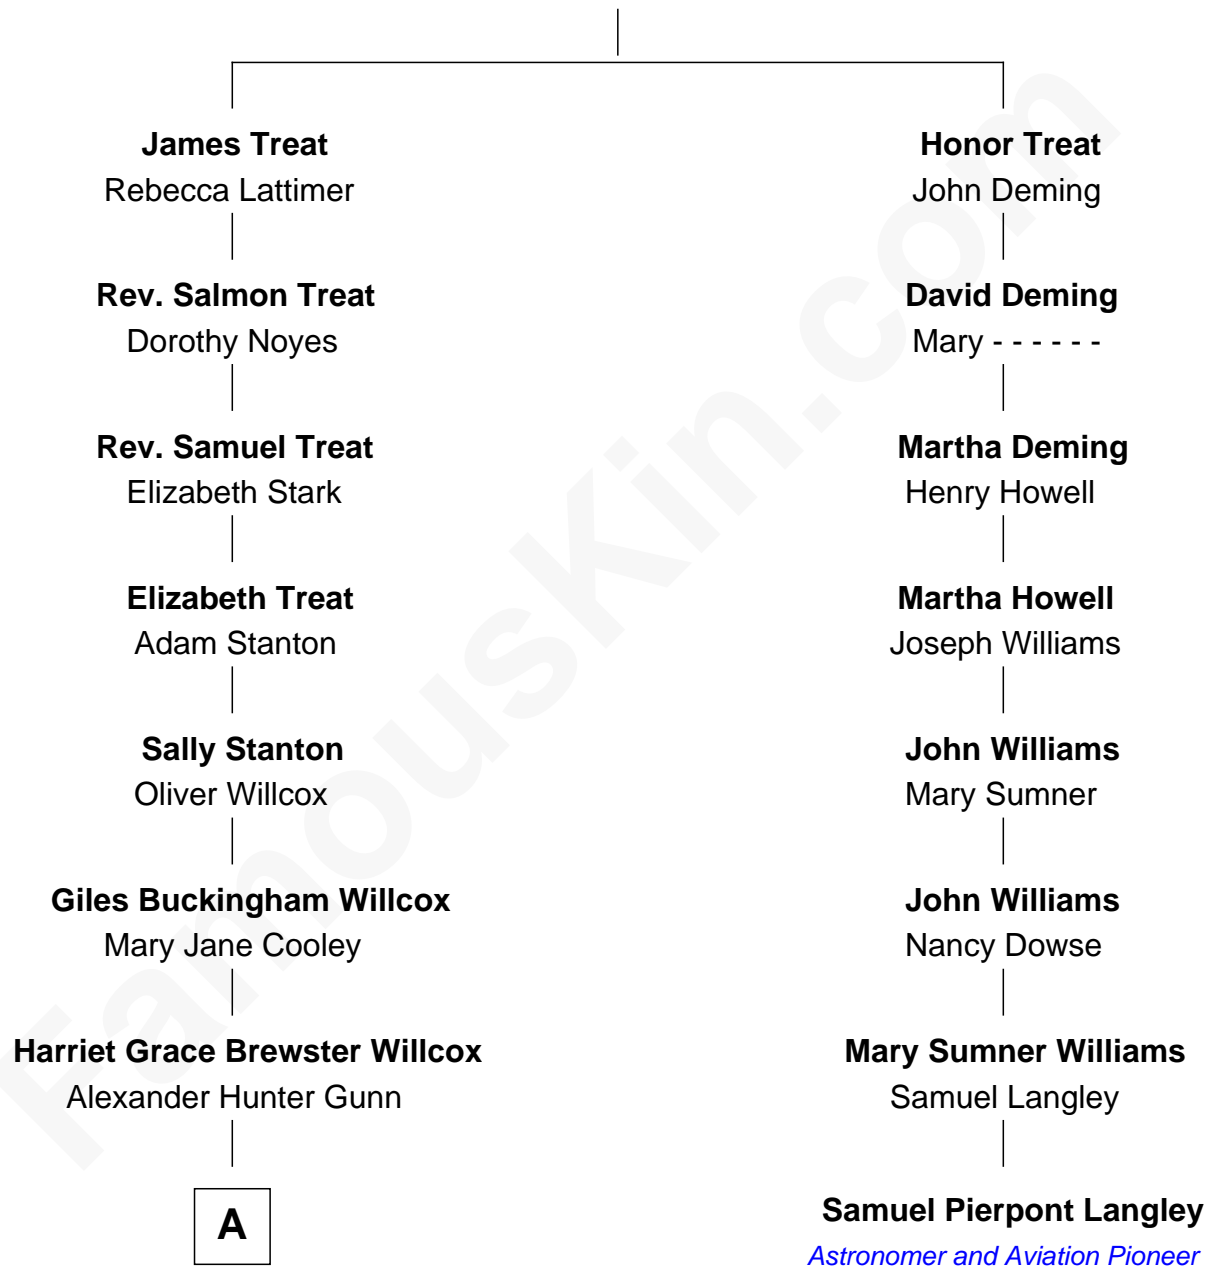 James Treat
Rebecca Lattimer
Rev. Salmon Treat
Dorothy Noyes
Rev. Samuel Treat
Elizabeth Stark
Elizabeth Treat
Adam Stanton
Sally Stanton
Oliver Willcox
Giles Buckingham Willcox
Mary Jane Cooley
Harriet Grace Brewster Willcox
Alexander Hunter Gunn
A
Honor Treat
John Deming
David Deming
Mary - - - - - -
Martha Deming
Henry Howell
Martha Howell
Joseph Williams
John Williams
Mary Sumner
John Williams
Nancy Dowse
Mary Sumner Williams
Samuel Langley
Samuel Pierpont Langley
Astronomer and Aviation Pioneer
FamousKin.com